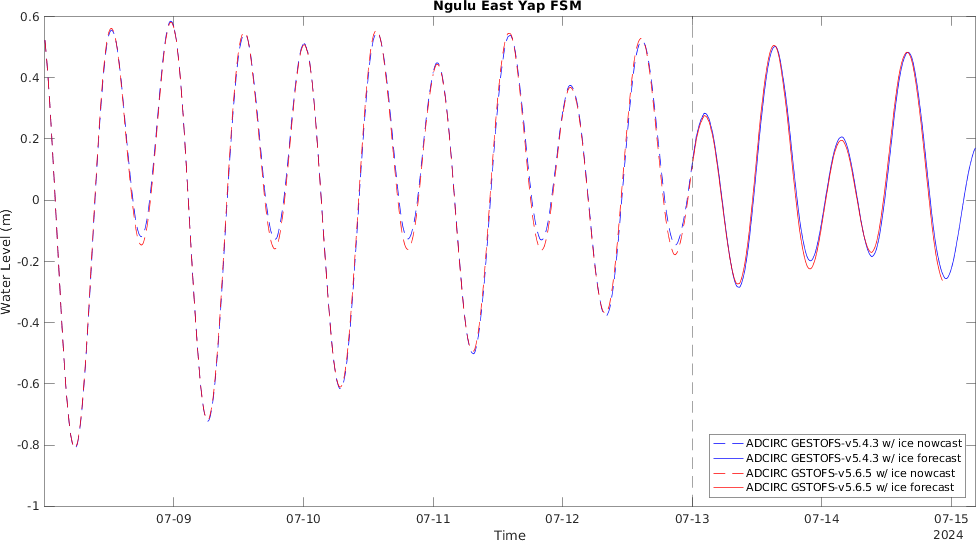 Ngulu East Yap FSM
0.6
0.4
0.2
0
-0.2
-0.4
-0.6
-0.8
-1
Water Level (m)
ADCIRC GESTOFS-v5.4.3 w/ ice nowcast
ADCIRC GESTOFS-v5.4.3 w/ ice forecast
ADCIRC GSTOFS-v5.6.5 w/ ice nowcast
ADCIRC GSTOFS-v5.6.5 w/ ice forecast
07-09 07-10 07-11 07-12 07-13 07-14 07-15
Time 2024